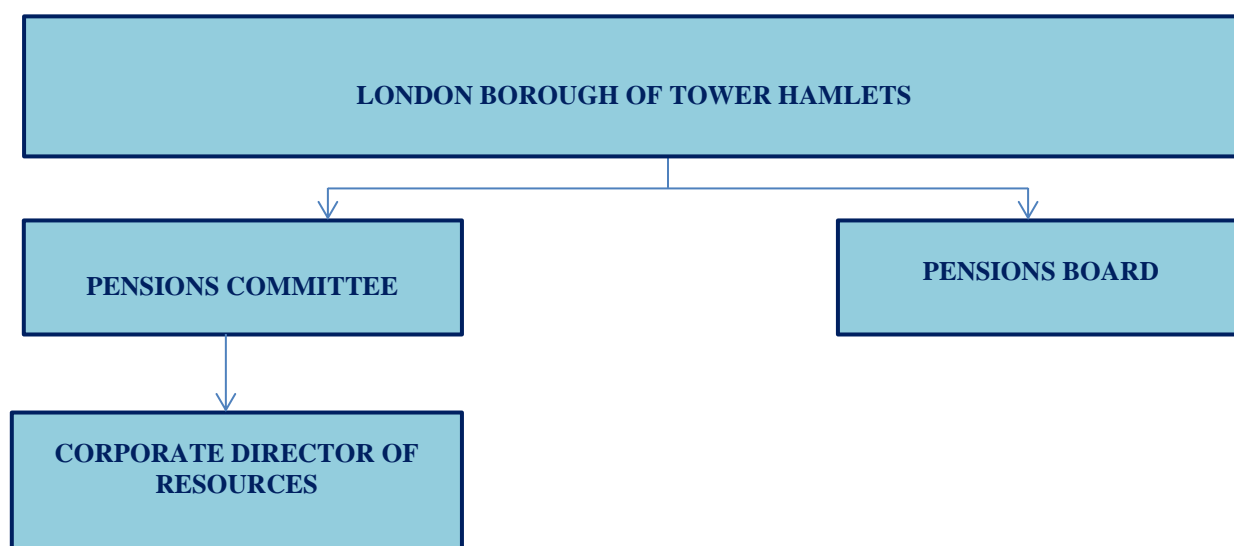 LONDON BOROUGH OF TOWER HAMLETS
PENSIONS COMMITTEE
PENSIONS BOARD
CORPORATE DIRECTOR OF
RESOURCES